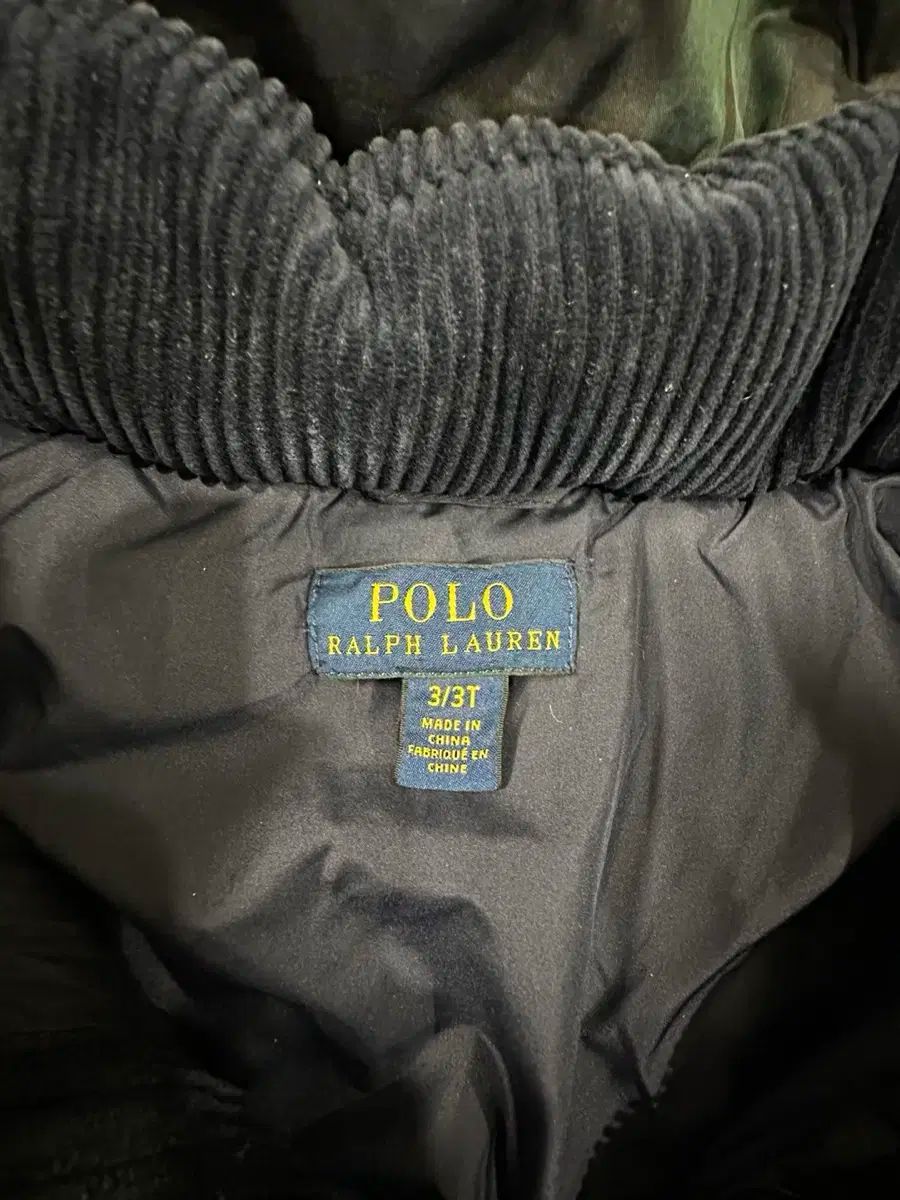 POLO
RALPH LAUREN
3/3T
MADE IN
CHINA
FABRIQUÉ EN
CHINE